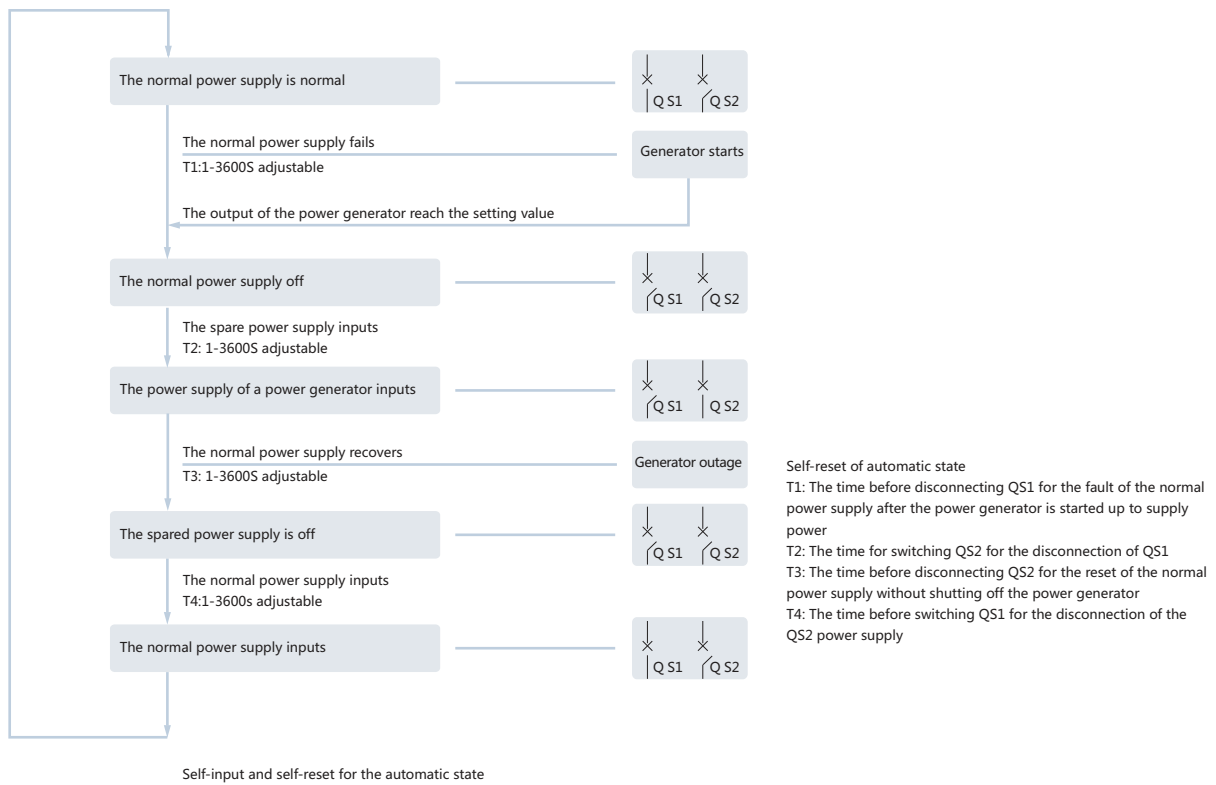 The normal power supply is normal
Q S1 Q S2
The normal power supply fails
Generator starts
T1:1-3600S adjustable
The output of the power generator reach the setting value
The normal power supply off
Q S1 Q S2
The spare power supply inputs
T2: 1-3600S adjustable
The power supply of a power generator inputs
Q S1 Q S2
The normal power supply recovers
Generator outage
T3: 1-3600S adjustable
The spared power supply is off
Q S1 Q S2
The normal power supply inputs
T4:1-3600s adjustable
The normal power supply inputs
Q S1 Q S2
Self-reset of automatic state
T1: The time before disconnecting QS1 for the fault of the normal
power supply after the power generator is started up to supply
power
T2: The time for switching QS2 for the disconnection of QS1
T3: The time before disconnecting QS2 for the reset of the normal
power supply without shutting off the power generator
T4: The time before switching QS1 for the disconnection of the
QS2 power supply
Self-input and self-reset for the automatic state